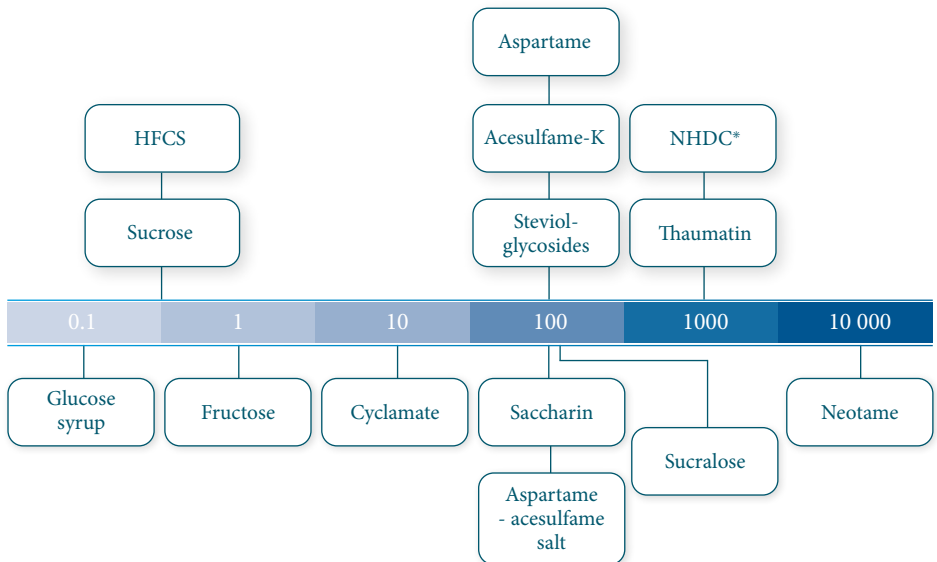 Aspartame
HFCS
Acesulfame-K
NHDC*
Sucrose
Steviol-
glycosides
Thaumatin
0.1
1
10
100
1000
10 000
Glucose
syrup
Fructose
Cyclamate
Saccharin
Neotame
Sucralose
Aspartame
- acesulfame
salt